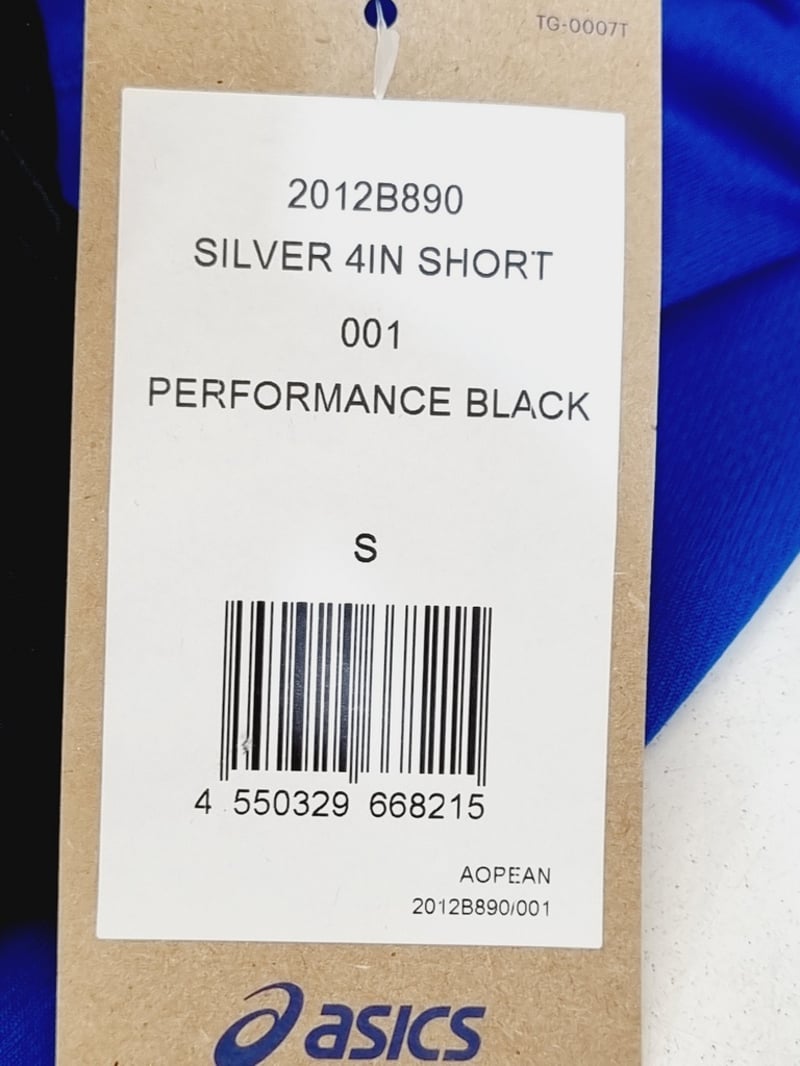 TG-0007T
2012B890
SILVER 4IN SHORT
001
PERFORMANCE BLACK
S
4 550329 668215
AOPEAN
2012B890/001
asics